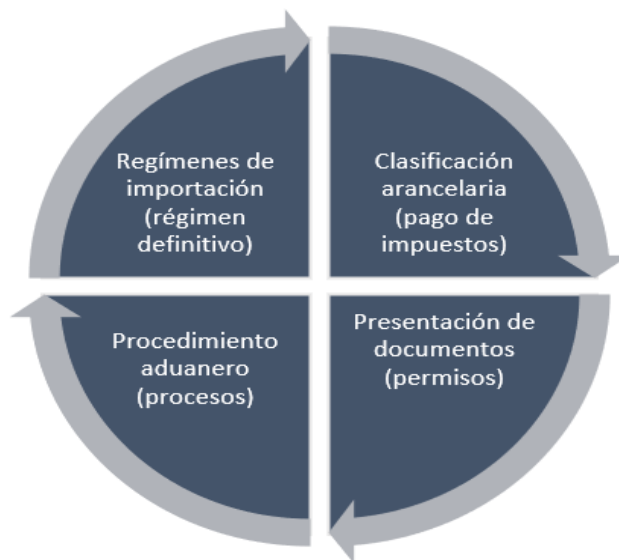 Regímenes de
importación
(régimen
definitivo)
Clasificación
arancelaria
(pago de
impuestos)
Presentación de
documentos
(permisos)
Procedimiento
aduanero
(procesos)